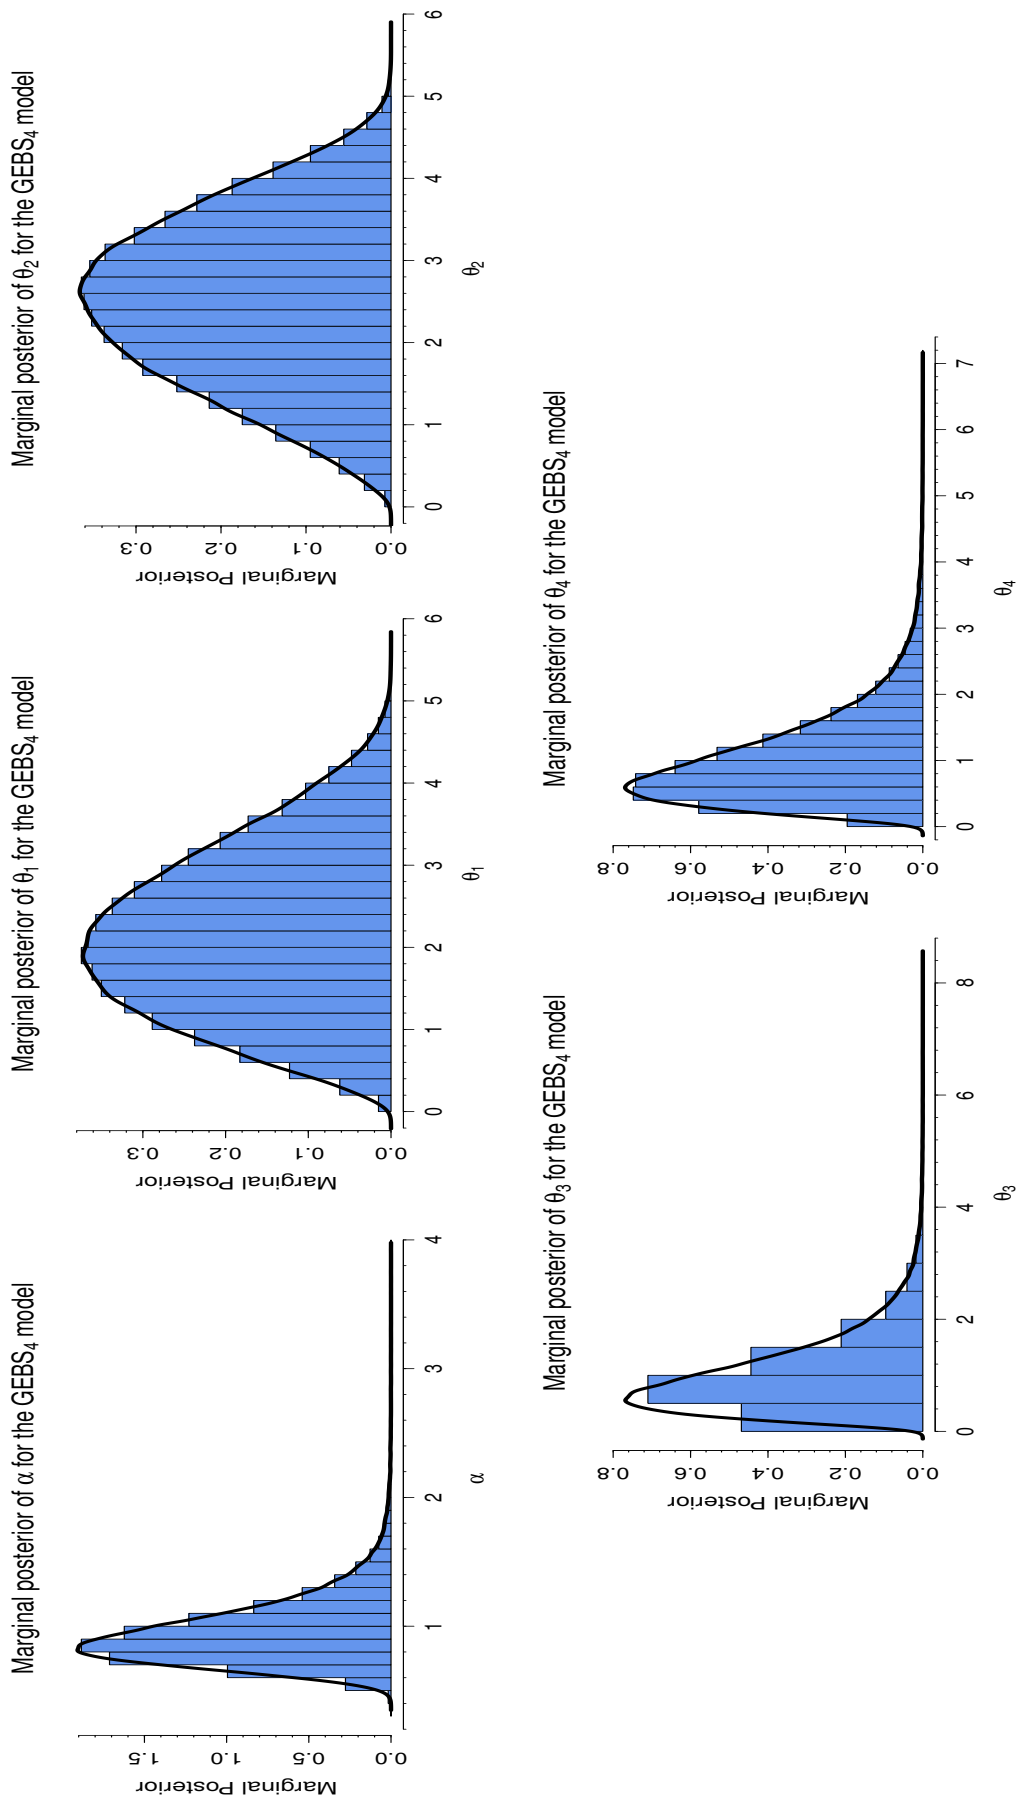 Marginal posterior of α for the GEBS4 model
Marginal Posterior
0.0 0.5 1.0 1.5
1 2 3 4
α
Marginal posterior of θ1 for the GEBS4 model
Marginal Posterior
0.0 0.1 0.2 0.3
0 1 2 3 4 5 6
θ1
Marginal posterior of θ2 for the GEBS4 model
Marginal Posterior
0.0 0.1 0.2 0.3
0 1 2 3 4 5 6
θ2
Marginal posterior of θ3 for the GEBS4 model
Marginal Posterior
0.0 0.2 0.4 0.6 0.8
0 2 4 6 8
θ3
Marginal posterior of θ4 for the GEBS4 model
Marginal Posterior
0.0 0.2 0.4 0.6 0.8
0 1 2 3 4 5 6 7
θ4